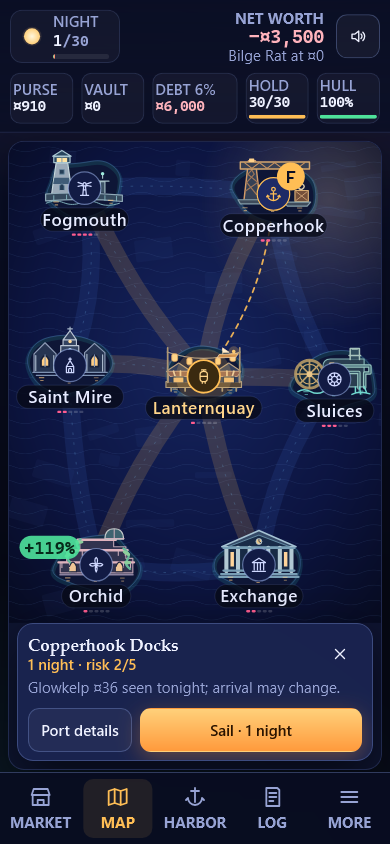 NIGHT
1/30
NET WORTH
−¤3,500
Bilge Rat at ¤0
PURSE
¤910
VAULT
¤0
DEBT 6%
¤6,000
HOLD
30/30
HULL
100%
F
Fogmouth
Copperhook
Saint Mire
Lanternquay
Sluices
+119%
Orchid
Exchange
Copperhook Docks
1 night · risk 2/5
Glowkelp ¤36 seen tonight; arrival may change.
Port details
Sail · 1 night
MARKET
MAP
HARBOR
LOG
MORE